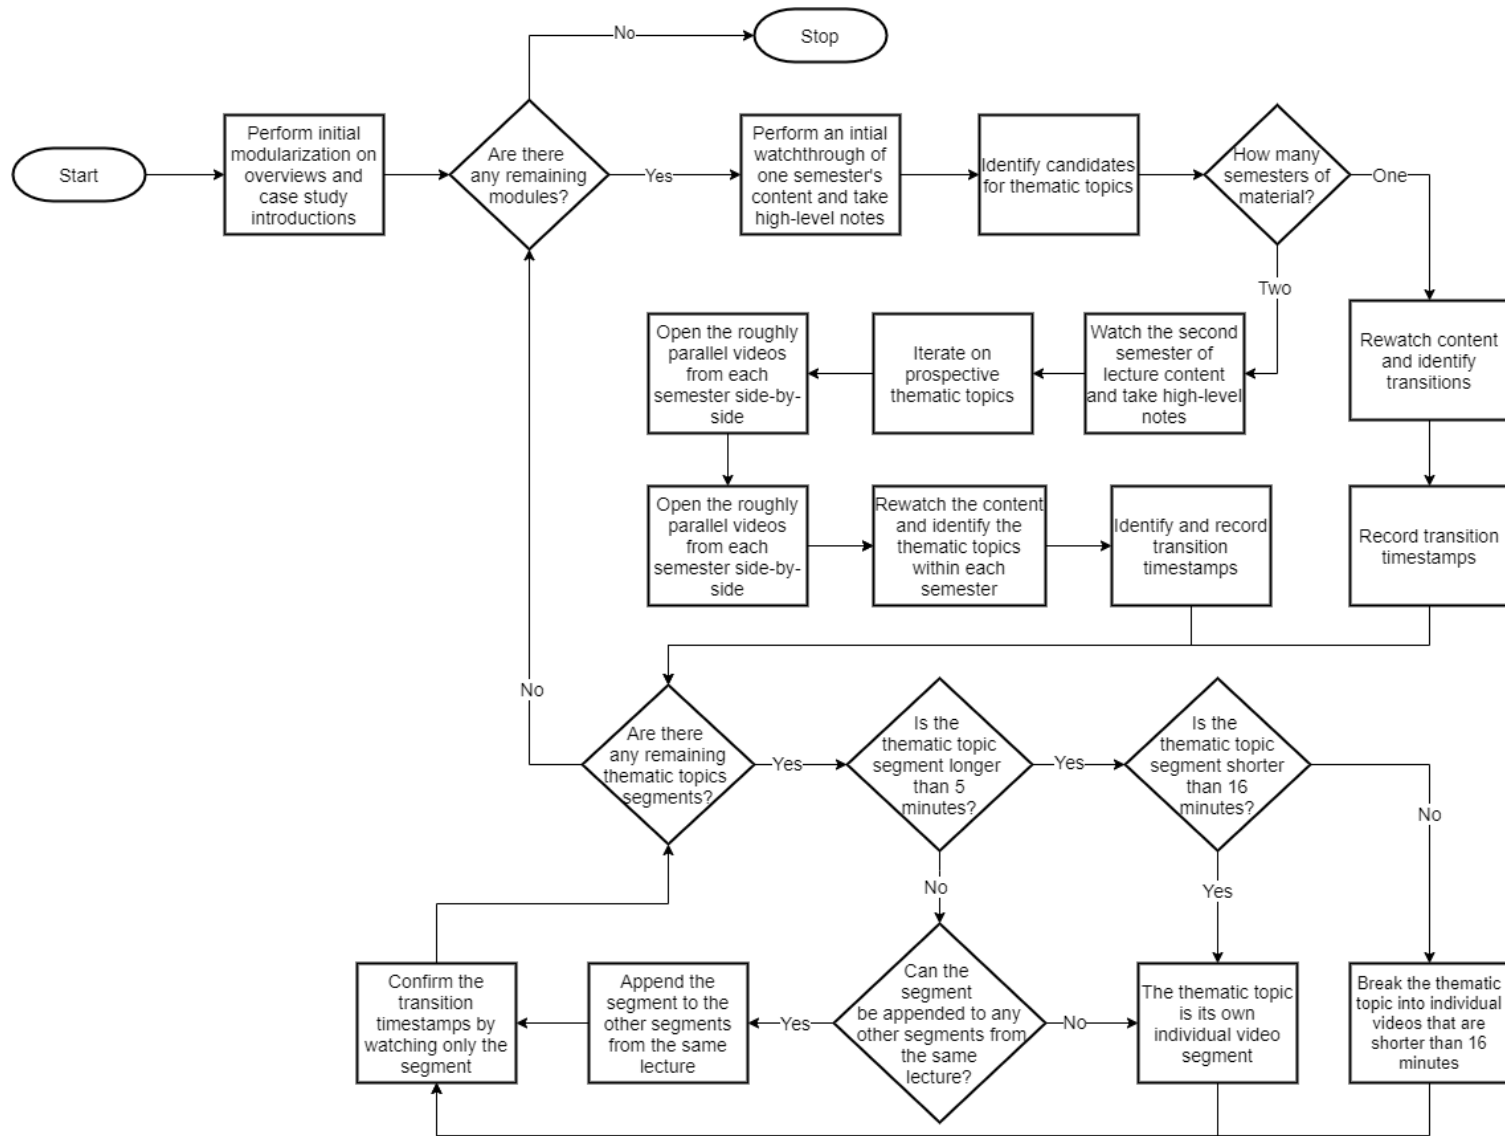 No
Stop
Start
Perform initial
modularization on
overviews and
case study
introductions
Are there
any remaining
modules?
Yes
Perform an intial
watchthrough of
one semester's
content and take
high-level notes
Identify candidates
for thematic topics
How many
semesters of
material?
One
Two
Open the roughly
parallel videos
from each
semester side-by-
side
Iterate on
prospective
thematic topics
Watch the second
semester of
lecture content
and take high-level
notes
Rewatch content
and identify
transitions
Open the roughly
parallel videos
from each
semester side-by-
side
Rewatch the content
and identify the
thematic topics
within each
semester
Identify and record
transition
timestamps
Record transition
timestamps
No
Are there
any remaining
thematic topics
segments?
Yes
Is the
thematic topic
segment longer
than 5
minutes?
Yes
Is the
thematic topic
segment shorter
than 16
minutes?
No
No
Yes
Confirm the
transition
timestamps by
watching only the
segment
Append the
segment to the
other segments
from the same
lecture
Yes
Can the
segment
be appended to any
other segments from
the same
lecture?
No
The thematic topic
is its own
individual video
segment
Break the thematic
topic into individual
videos that are
shorter than 16
minutes